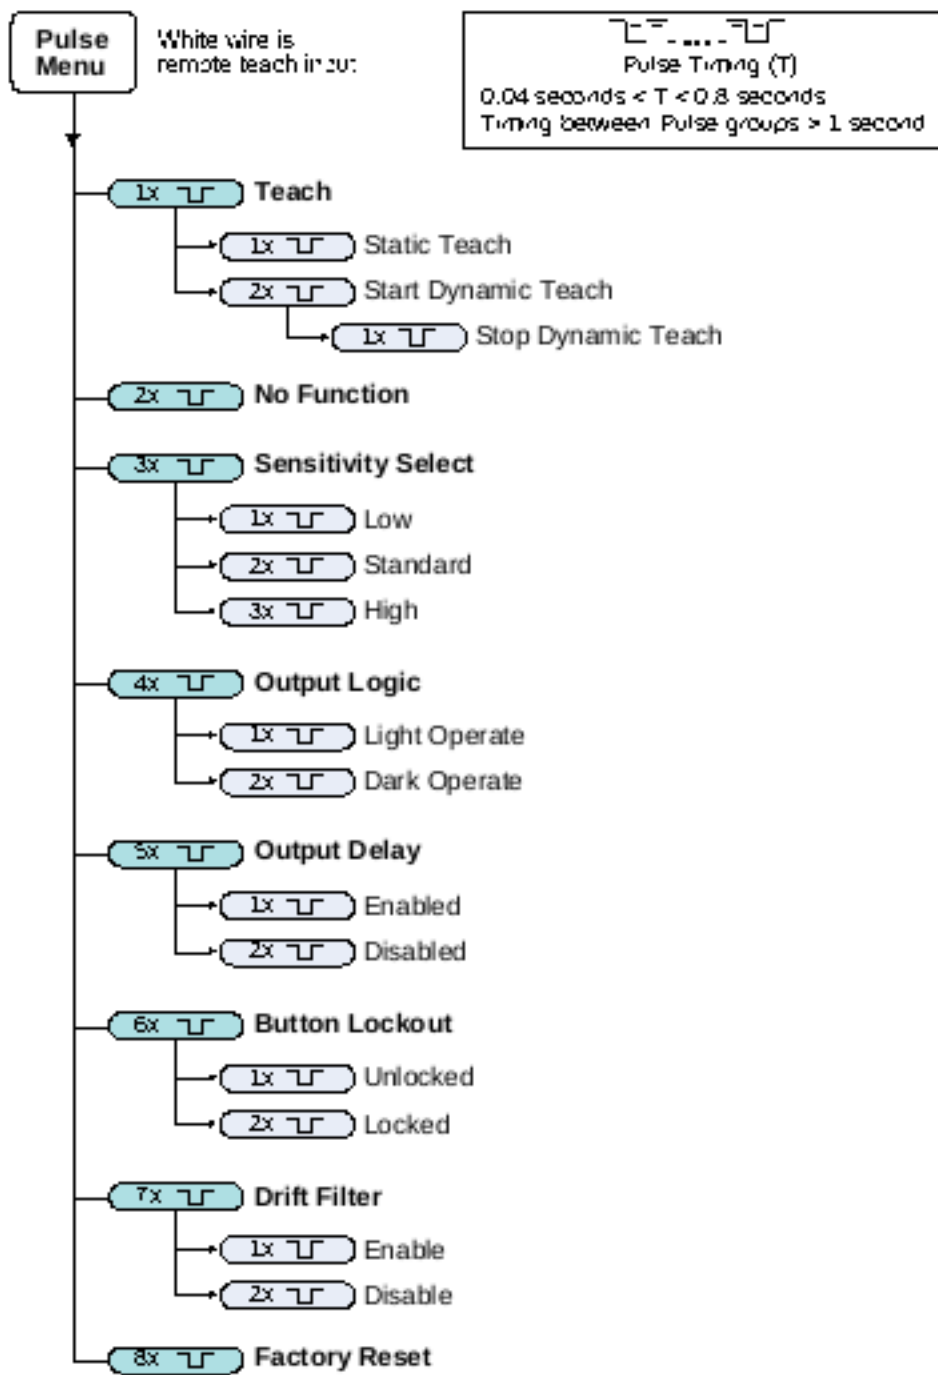 Pulse
Menu
White wire is
remote teach input
Pulse Timing (T)
0.04 seconds < T < 0.8 seconds
Timing between Pulse groups > 1 second
1x Teach
1x Static Teach
2x Start Dynamic Teach
1x Stop Dynamic Teach
2x No Function
3x Sensitivity Select
1x Low
2x Standard
3x High
4x Output Logic
1x Light Operate
2x Dark Operate
5x Output Delay
1x Enabled
2x Disabled
6x Button Lockout
1x Unlocked
2x Locked
7x Drift Filter
1x Enable
2x Disable
8x Factory Reset